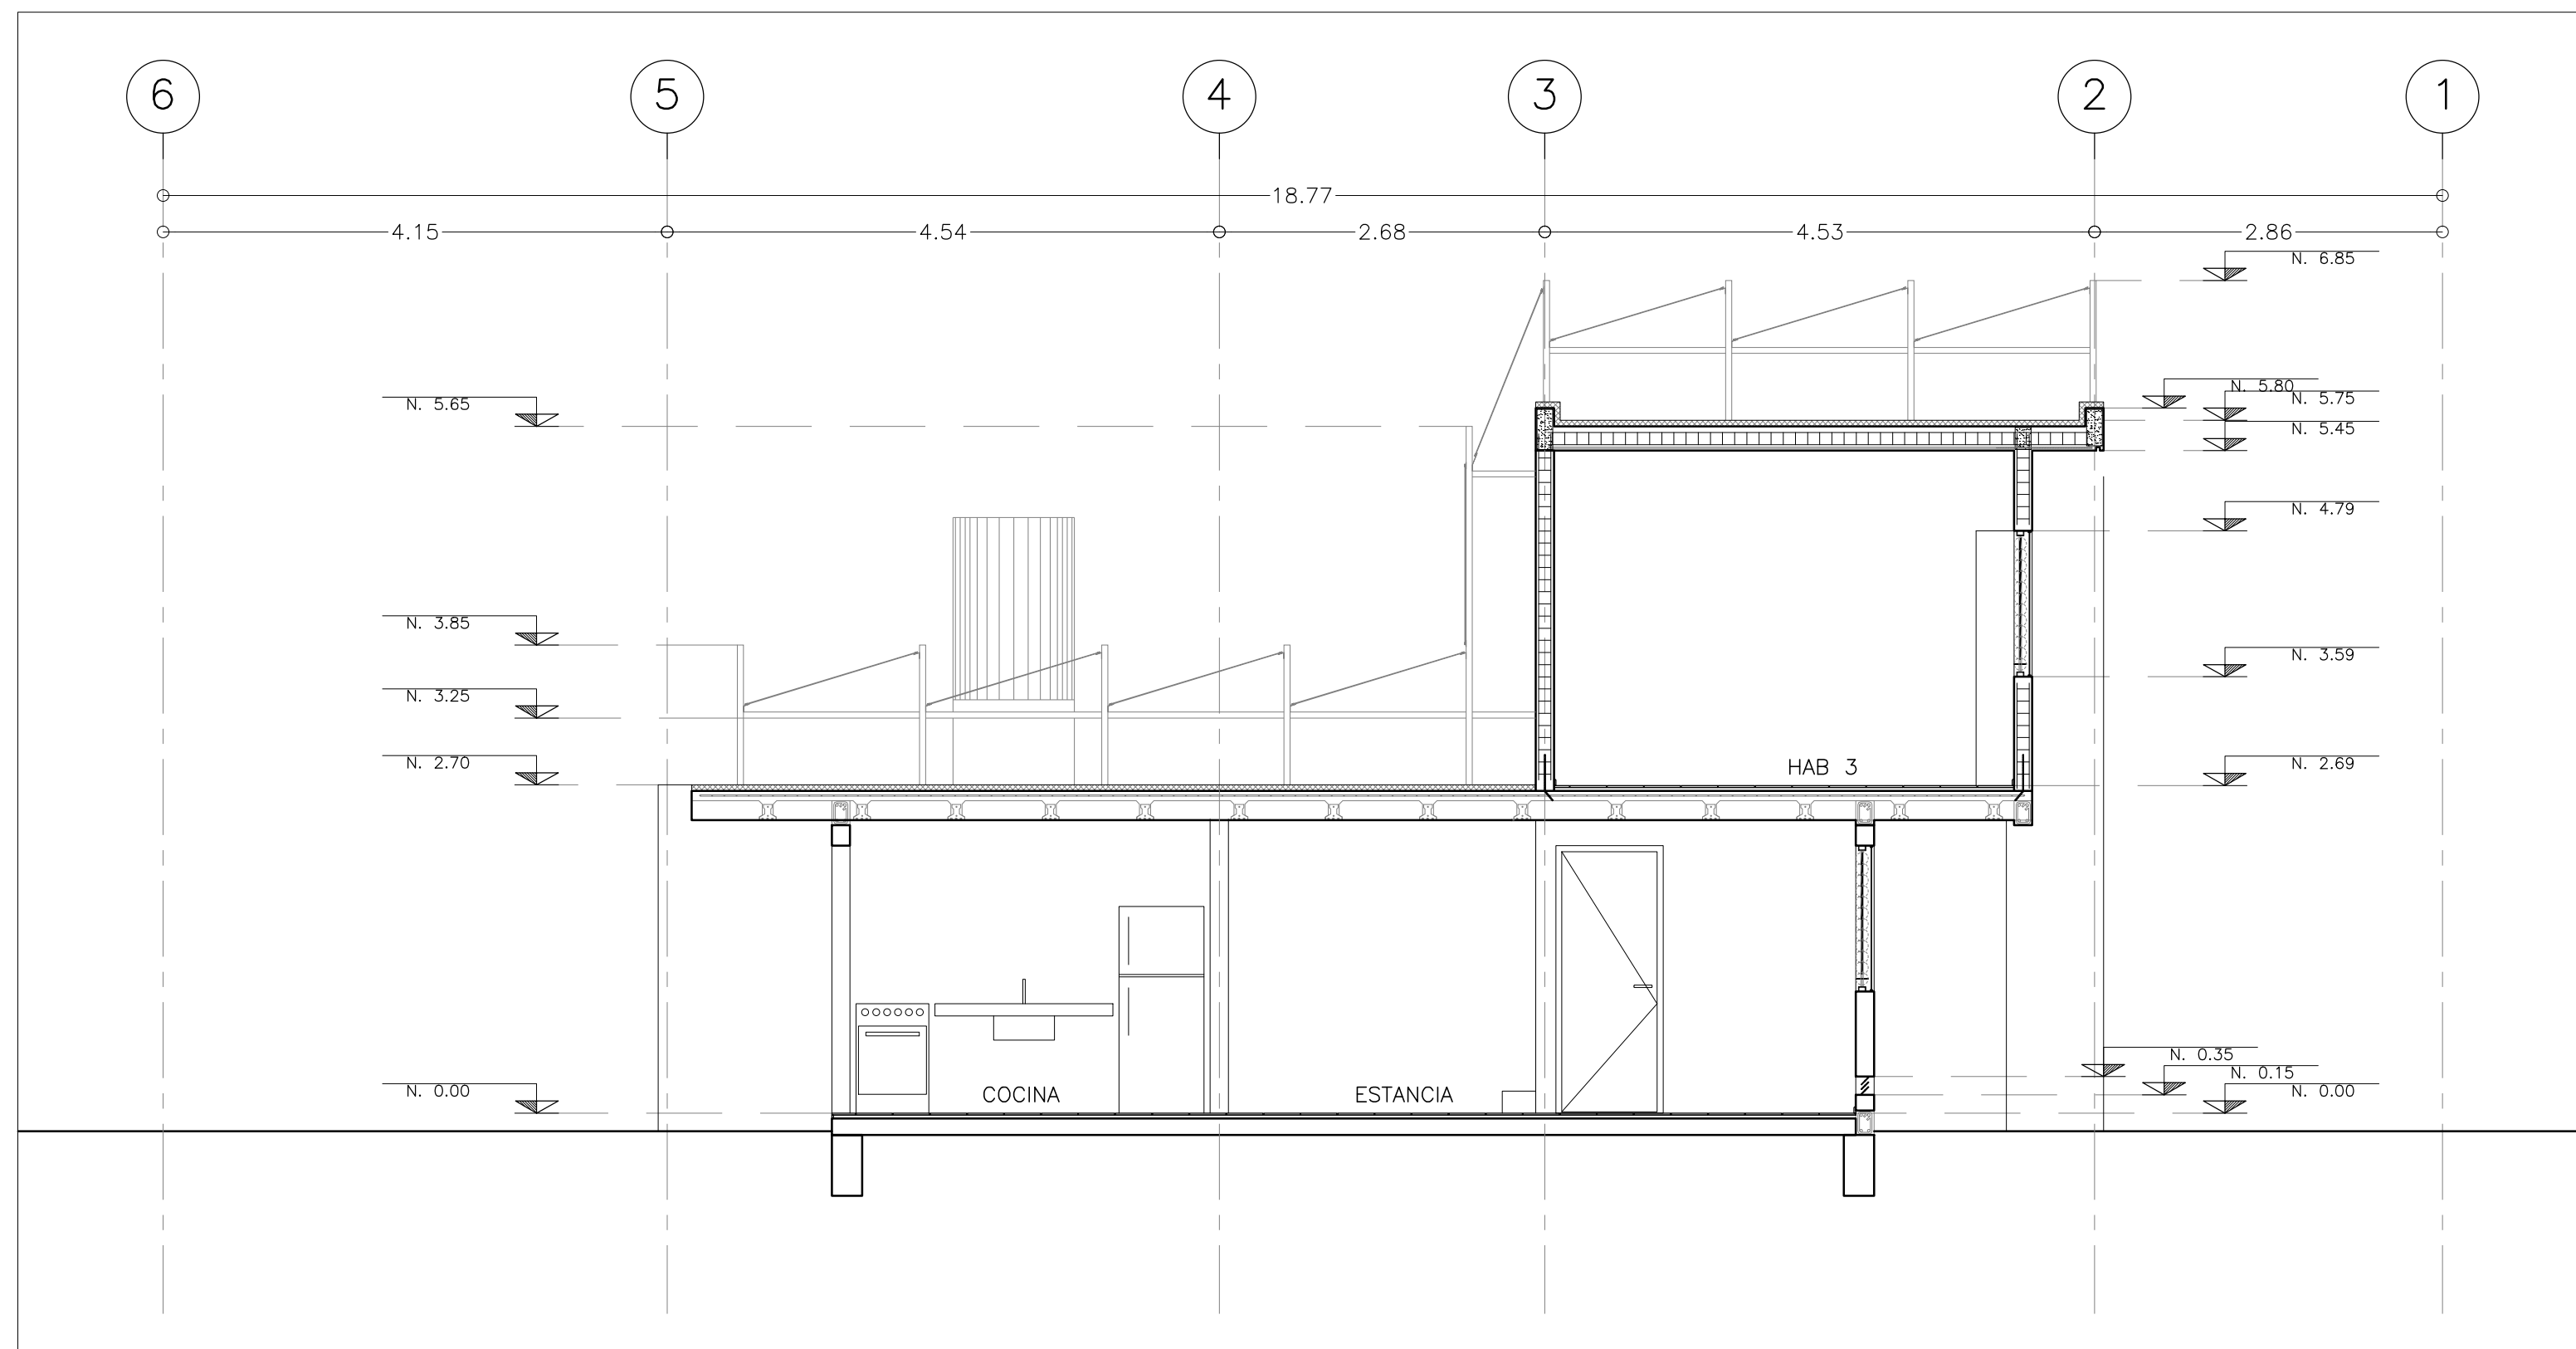 6 5 4 3 2 1
18.77
4.15 4.54 2.68 4.53 2.86
N. 6.85
N. 5.80
N. 5.65
N. 5.75
N. 5.45
N. 4.79
N. 3.85
N. 3.59
N. 3.25
N. 2.70
N. 2.69
HAB 3
N. 0.35
N. 0.15
N. 0.00
N. 0.00
COCINA
ESTANCIA